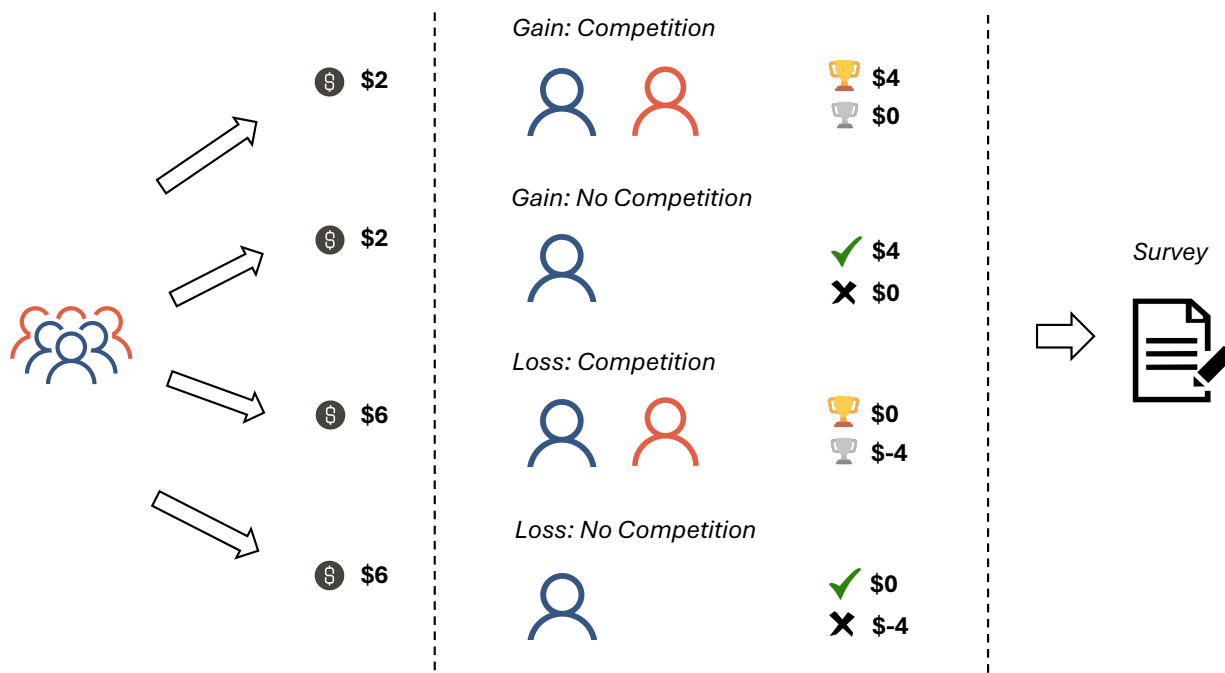 Gain: Competition
$2
$4
$0
Gain: No Competition
$2
$4
$0
Survey
Loss: Competition
$6
$0
$-4
Loss: No Competition
$6
$0
$-4